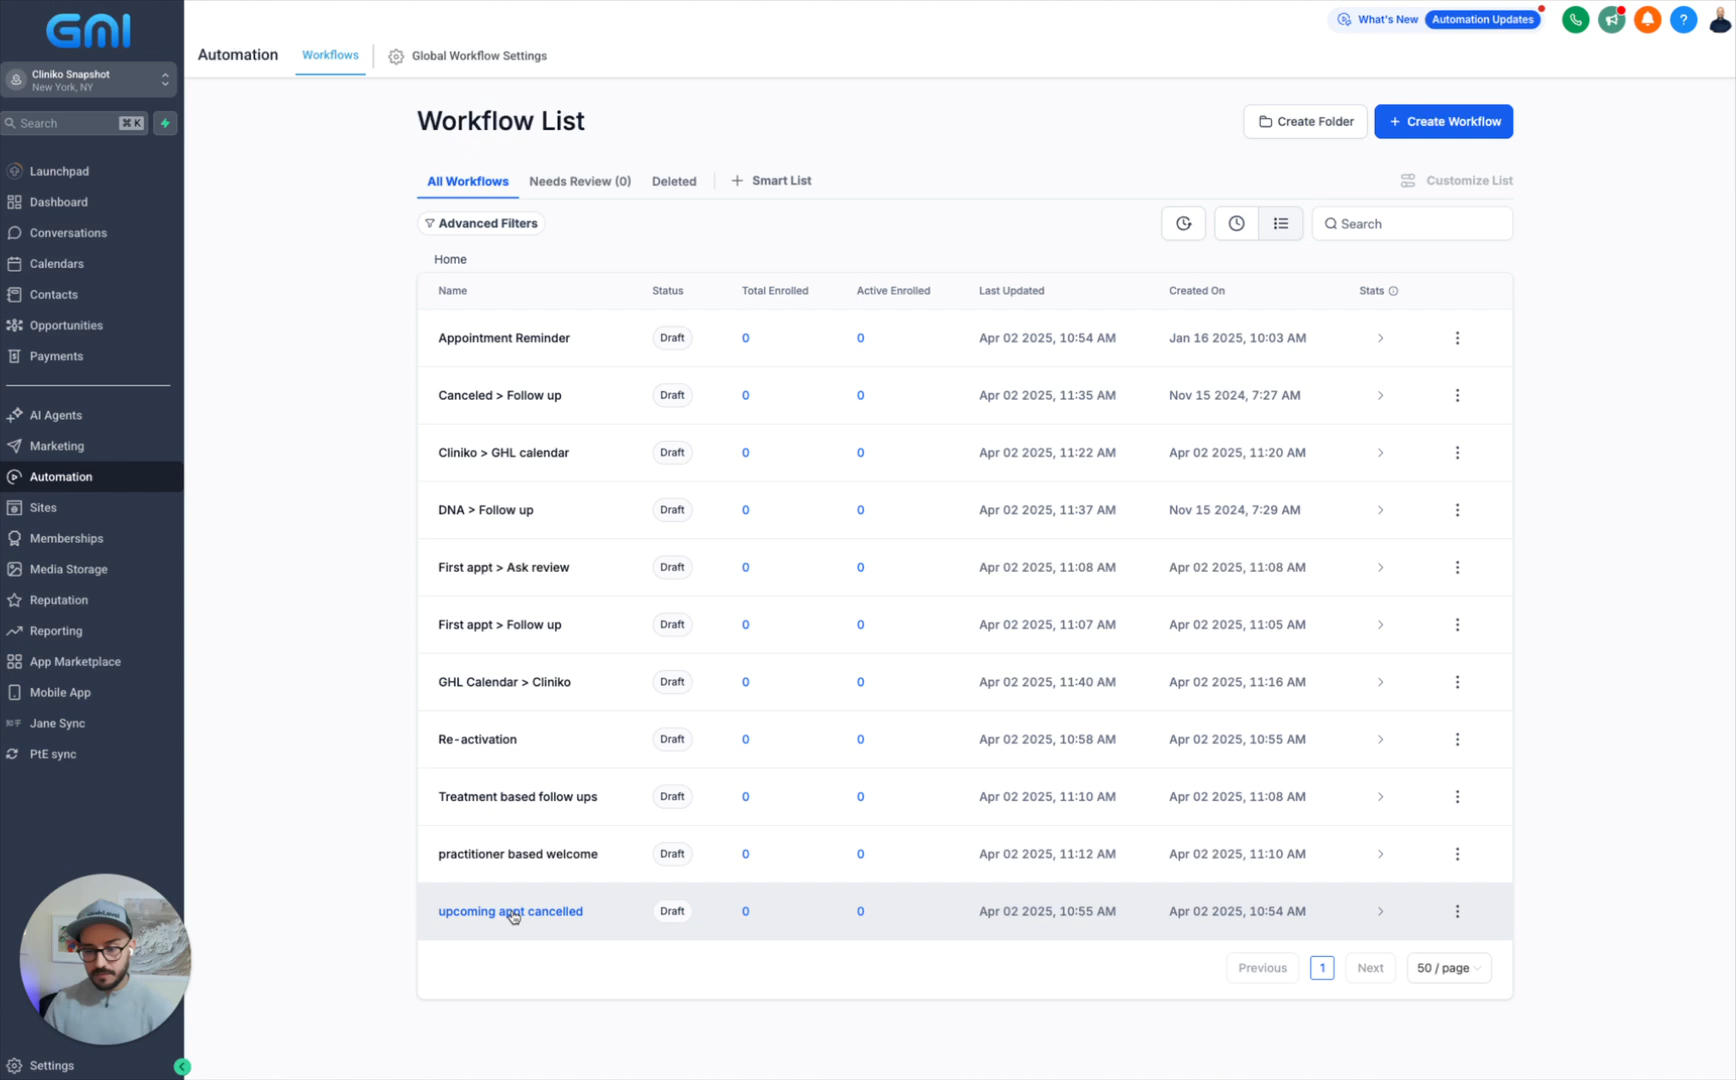 GMI
Cliniko Snapshot
New York, NY
Search ⌘ K
Launchpad
Dashboard
Conversations
Calendars
Contacts
Opportunities
Payments
AI Agents
Marketing
Automation
Sites
Memberships
Media Storage
Reputation
Reporting
App Marketplace
Mobile App
Jane Sync
PtE sync
Settings
What's New Automation Updates
Automation Workflows Global Workflow Settings
Workflow List
Create Folder + Create Workflow
All Workflows Needs Review (0) Deleted + Smart List Customize List
Advanced Filters Search
Home
Name Status Total Enrolled Active Enrolled Last Updated Created On Stats
Appointment Reminder Draft 0 0 Apr 02 2025, 10:54 AM Jan 16 2025, 10:03 AM
Canceled > Follow up Draft 0 0 Apr 02 2025, 11:35 AM Nov 15 2024, 7:27 AM
Cliniko > GHL calendar Draft 0 0 Apr 02 2025, 11:22 AM Apr 02 2025, 11:20 AM
DNA > Follow up Draft 0 0 Apr 02 2025, 11:37 AM Nov 15 2024, 7:29 AM
First appt > Ask review Draft 0 0 Apr 02 2025, 11:08 AM Apr 02 2025, 11:08 AM
First appt > Follow up Draft 0 0 Apr 02 2025, 11:07 AM Apr 02 2025, 11:05 AM
GHL Calendar > Cliniko Draft 0 0 Apr 02 2025, 11:40 AM Apr 02 2025, 11:16 AM
Re-activation Draft 0 0 Apr 02 2025, 10:58 AM Apr 02 2025, 10:55 AM
Treatment based follow ups Draft 0 0 Apr 02 2025, 11:10 AM Apr 02 2025, 11:08 AM
practitioner based welcome Draft 0 0 Apr 02 2025, 11:12 AM Apr 02 2025, 11:10 AM
upcoming appt cancelled Draft 0 0 Apr 02 2025, 10:55 AM Apr 02 2025, 10:54 AM
Previous 1 Next 50 / page